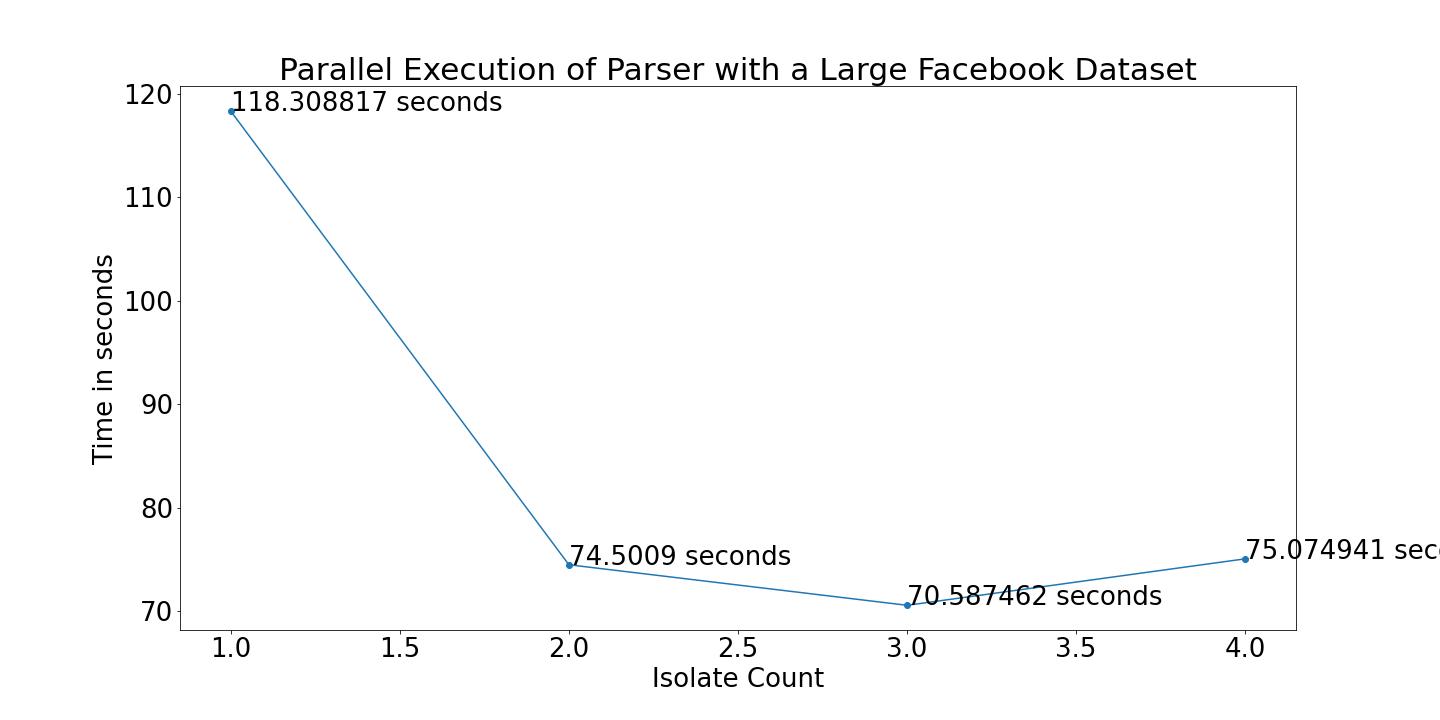 Parallel Execution of Parser with a Large Facebook Dataset
120
118.308817 seconds
110
100
90
80
70
Time in seconds
74.5009 seconds
70.587462 seconds
75.074941 sec
1.0 1.5 2.0 2.5 3.0 3.5 4.0
Isolate Count